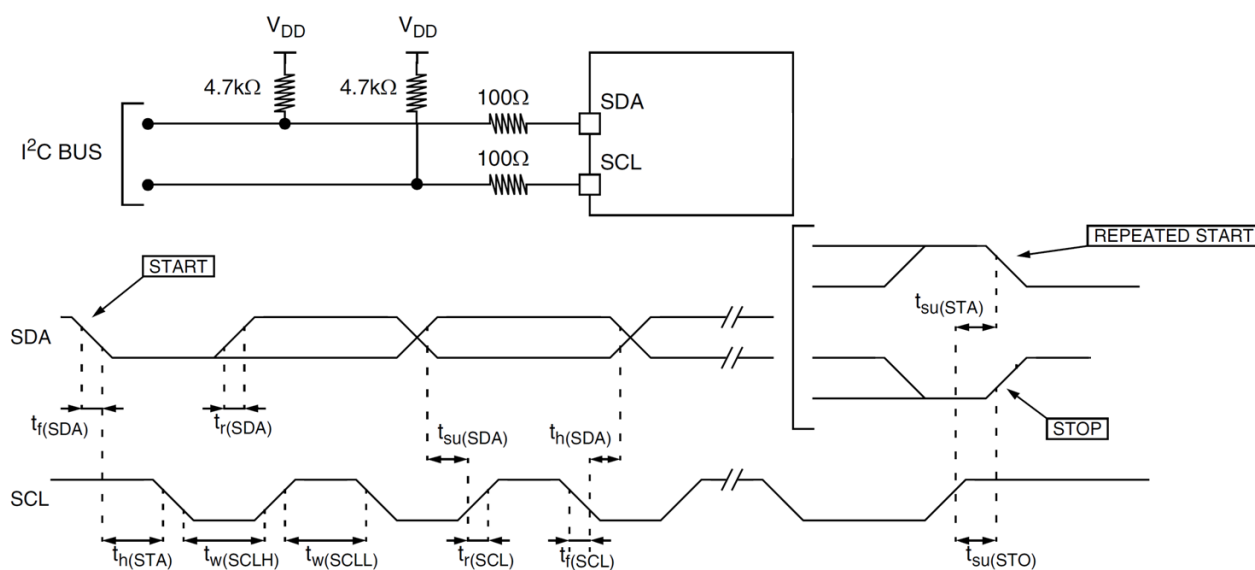 V_DD V_DD
4.7kΩ 4.7kΩ
100Ω SDA
I²C BUS
100Ω SCL
REPEATED START
START
t_su(STA)
SDA
t_f(SDA) t_r(SDA) t_su(SDA) t_h(SDA)
STOP
SCL
t_h(STA) t_w(SCLH) t_w(SCLL) t_r(SCL) t_f(SCL) t_su(STO)